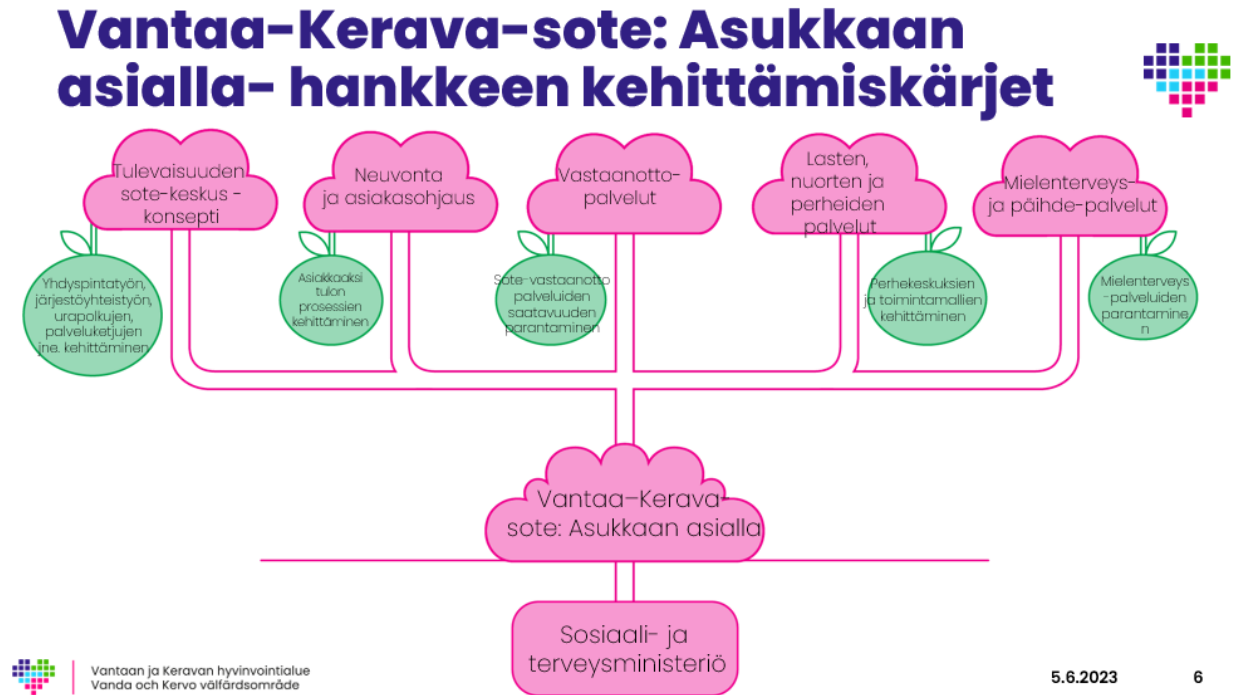 Vantaa-Kerava-sote: Asukkaan
asialla- hankkeen kehittämiskärjet
Tulevaisuuden
sote-keskus -
konsepti
Neuvonta
ja asiakasohjaus
Vastaanotto-
palvelut
Lasten,
nuorten ja
perheiden
palvelut
Mielenterveys-
ja päihde-palvelut
Yhdyspintatyön,
järjestöyhteistyön,
urapolkujen,
palveluketjujen
jne. kehittäminen
Asiakkaaksi
tulon
prosessien
kehittäminen
Sote-vastaanotto
palveluiden
saatavuuden
parantaminen
Perhekeskuksien
ja toimintamallien
kehittäminen
Mielenterveys
-palveluiden
parantamine
n
Vantaa–Kerava-
sote: Asukkaan asialla
Sosiaali- ja
terveysministeriö
Vantaan ja Keravan hyvinvointialue
Vanda och Kervo välfärdsområde
5.6.2023
6